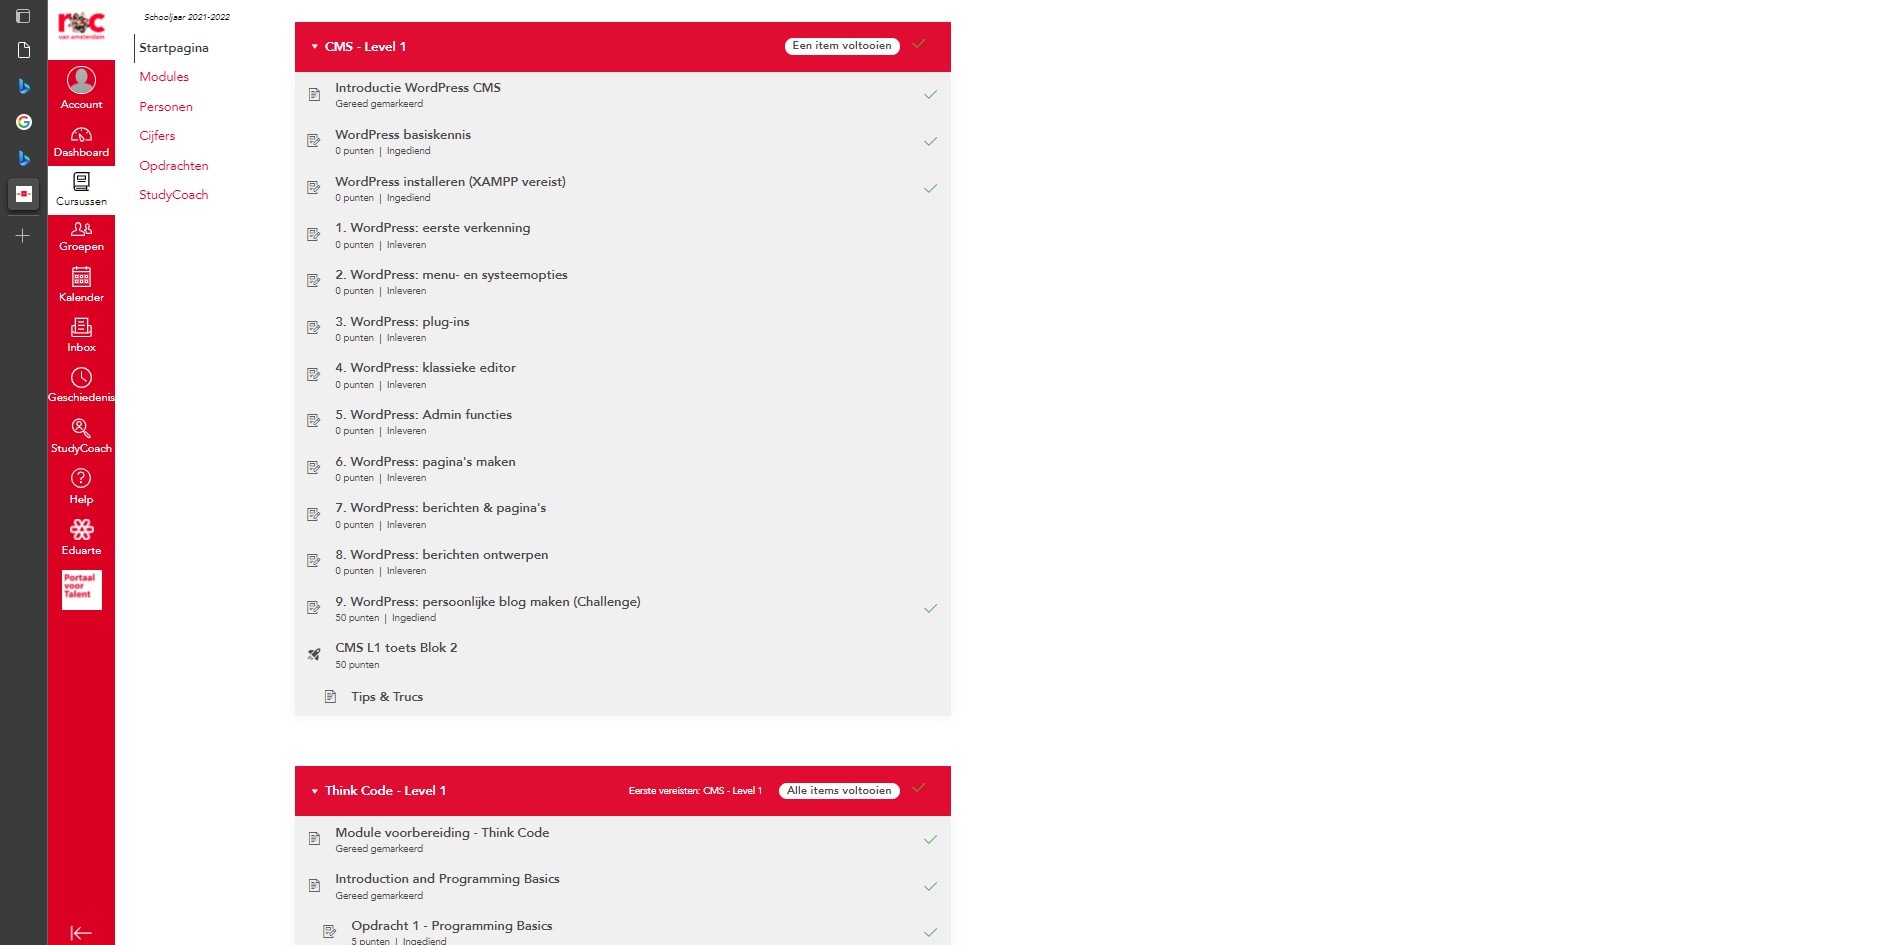 roc
van amsterdam
Account
Dashboard
Cursussen
Groepen
Kalender
Inbox
Geschiedenis
StudyCoach
Help
Eduarte
Portaal
voor
Talent
Schooljaar 2021-2022
Startpagina
Modules
Personen
Cijfers
Opdrachten
StudyCoach
CMS - Level 1
Een item voltooien
Introductie WordPress CMS
Gereed gemarkeerd
WordPress basiskennis
0 punten | Ingediend
WordPress installeren (XAMPP vereist)
0 punten | Ingediend
1. WordPress: eerste verkenning
0 punten | Inleveren
2. WordPress: menu- en systeemopties
0 punten | Inleveren
3. WordPress: plug-ins
0 punten | Inleveren
4. WordPress: klassieke editor
0 punten | Inleveren
5. WordPress: Admin functies
0 punten | Inleveren
6. WordPress: pagina's maken
0 punten | Inleveren
7. WordPress: berichten & pagina's
0 punten | Inleveren
8. WordPress: berichten ontwerpen
0 punten | Inleveren
9. WordPress: persoonlijke blog maken (Challenge)
50 punten | Ingediend
CMS L1 toets Blok 2
50 punten
Tips & Trucs
Think Code - Level 1
Eerste vereisten: CMS - Level 1
Alle items voltooien
Module voorbereiding - Think Code
Gereed gemarkeerd
Introduction and Programming Basics
Gereed gemarkeerd
Opdracht 1 - Programming Basics
5 punten | Ingediend